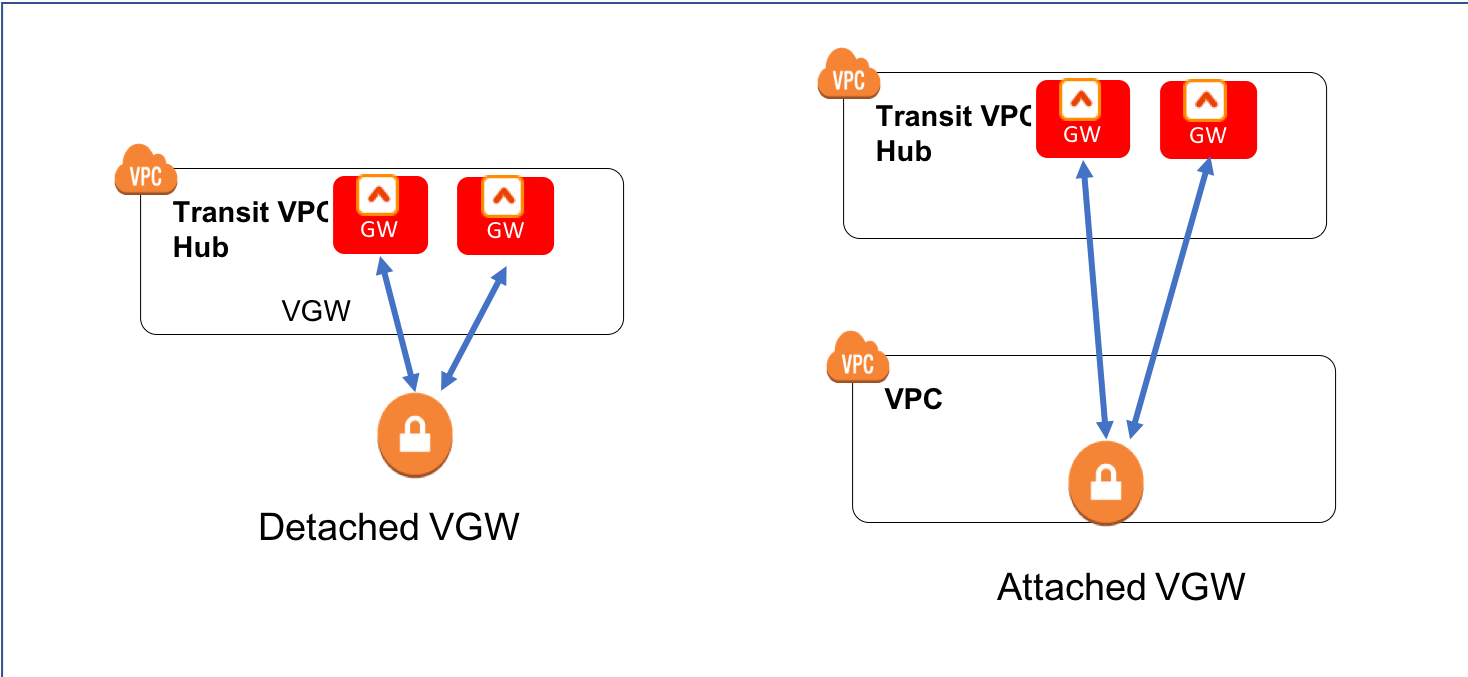 VPC
Transit VPC
Hub
GW
GW
VGW
Detached VGW
VPC
Transit VPC
Hub
GW
GW
VPC
VPC
Attached VGW